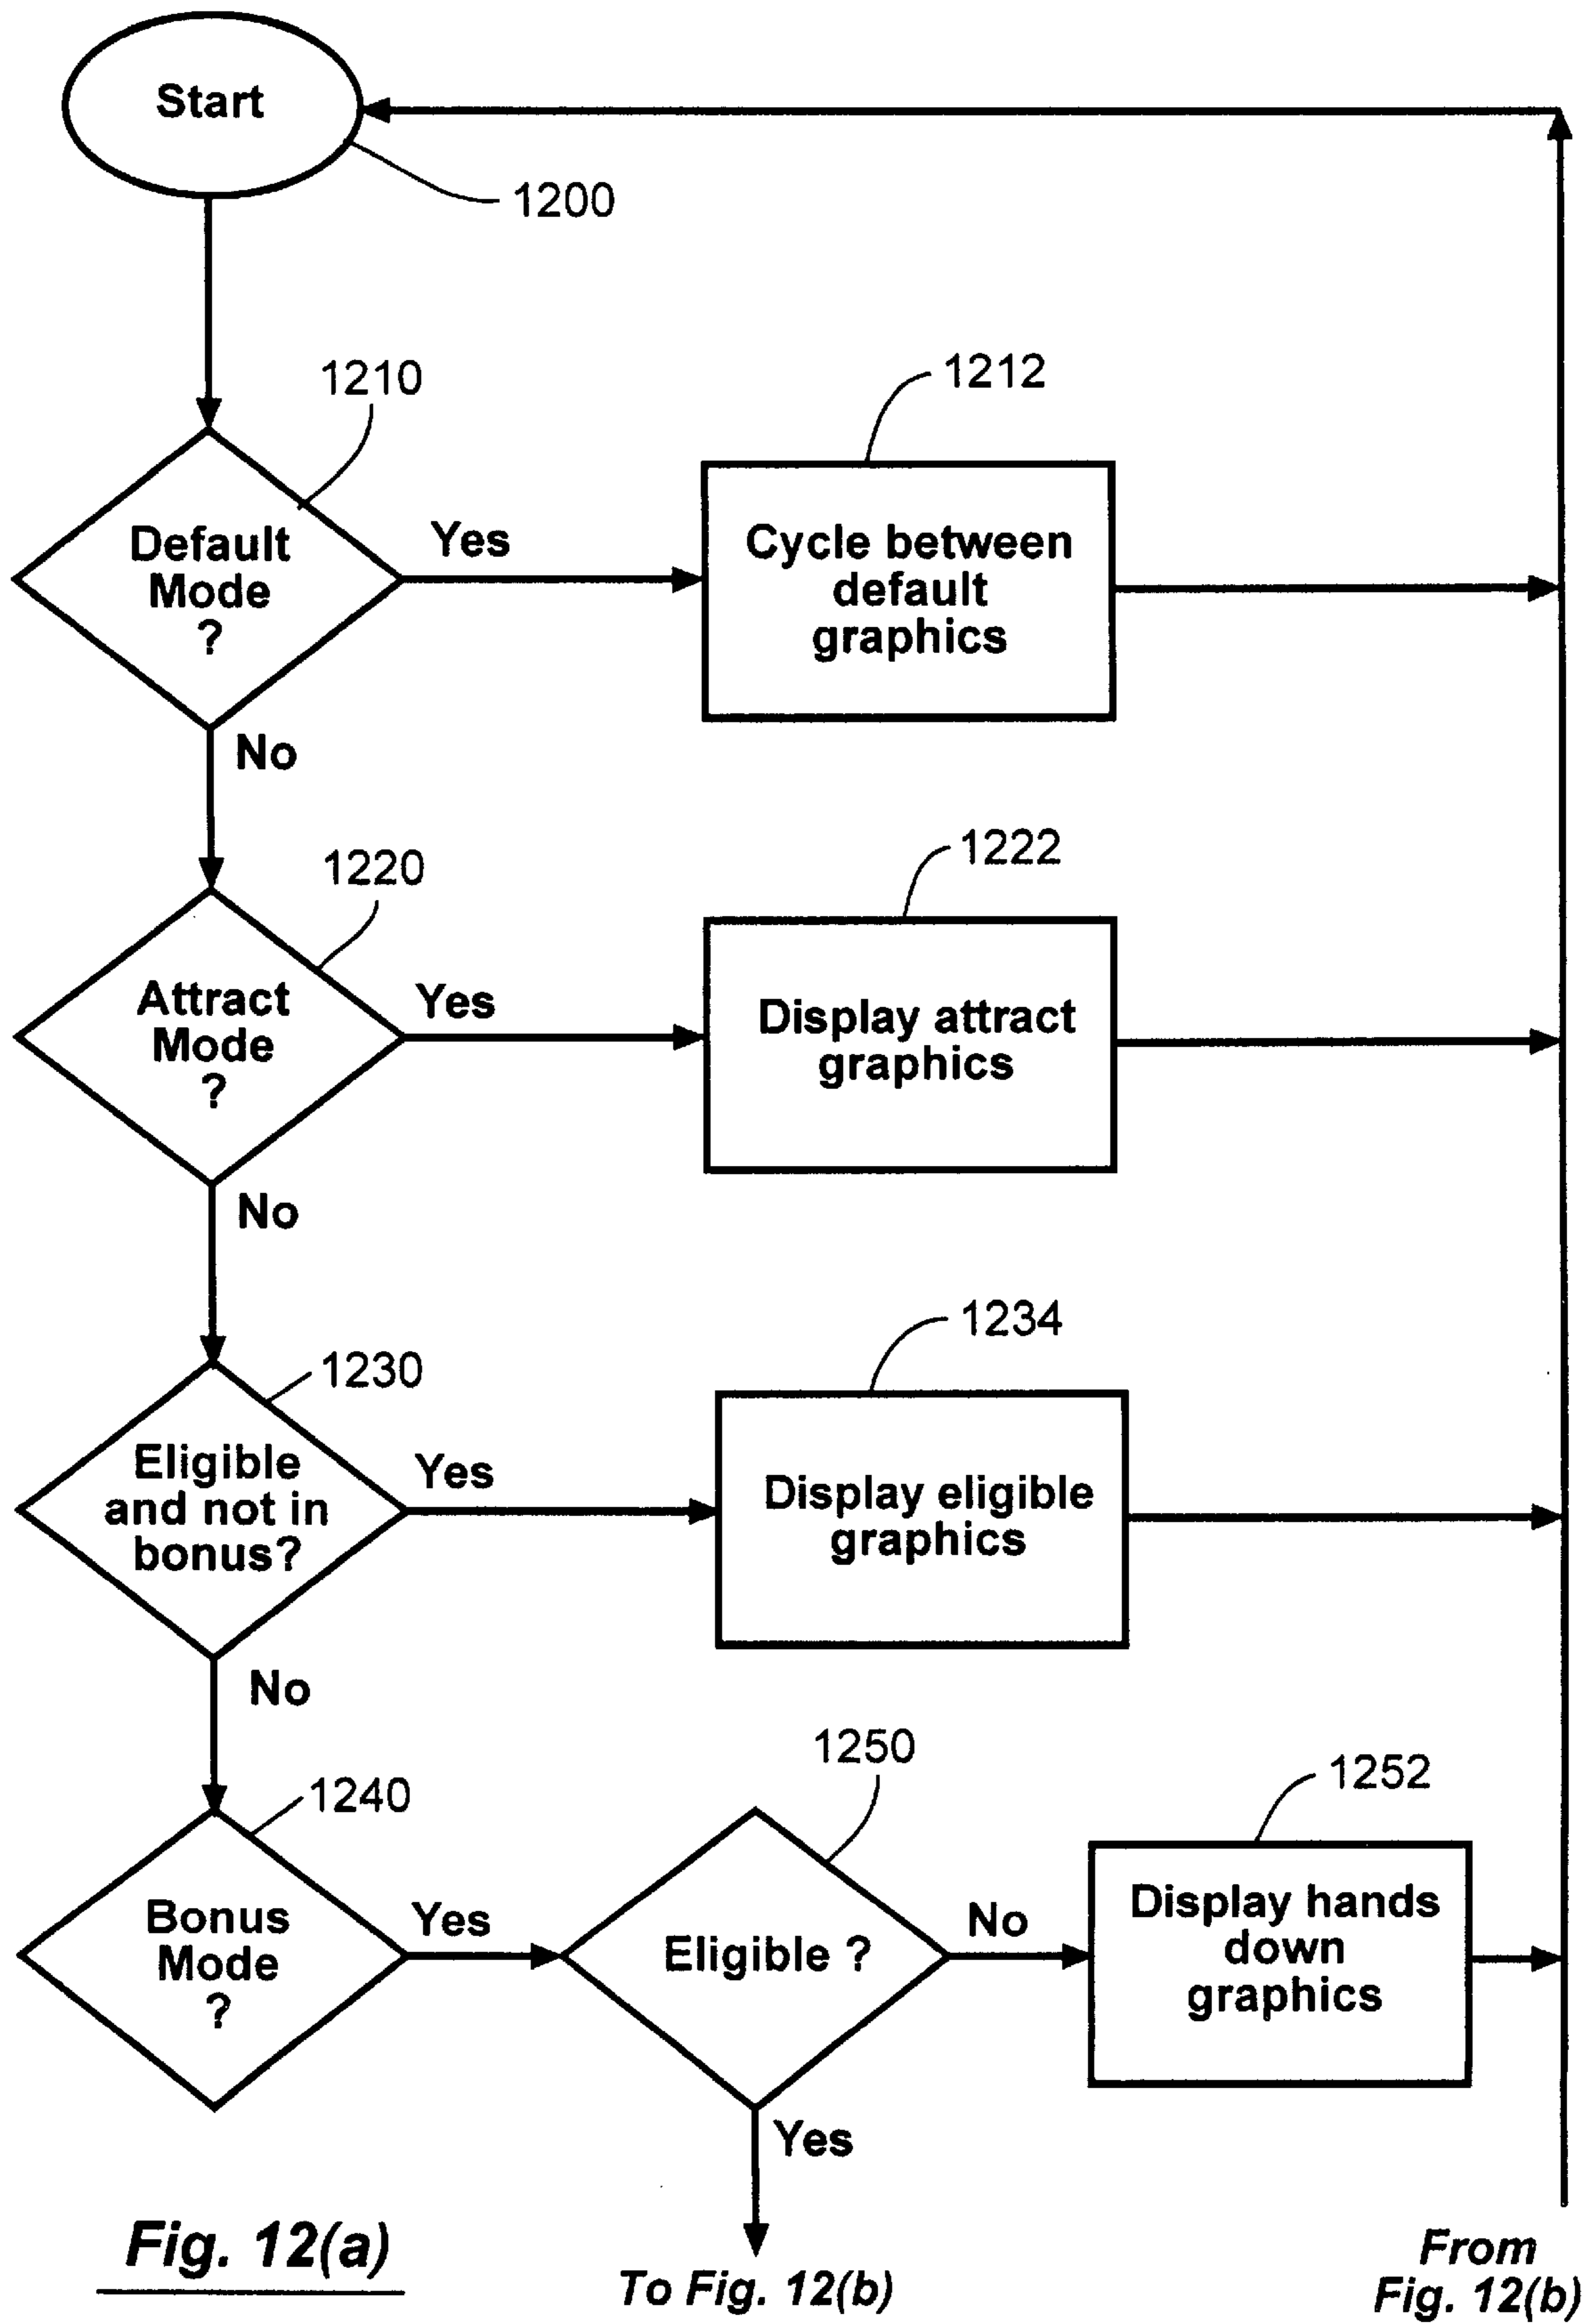 Start
1200
1210
1212
Default
Mode
?
Yes
Cycle between
default
graphics
No
1220
1222
Attract
Mode
?
Yes
Display attract
graphics
No
1230
1234
Eligible
and not in
bonus?
Yes
Display eligible
graphics
No
1240
1250
1252
Bonus
Mode
?
Yes
Eligible ?
No
Display hands
down
graphics
Yes
Fig. 12(a)
To Fig. 12(b)
From
Fig. 12(b)